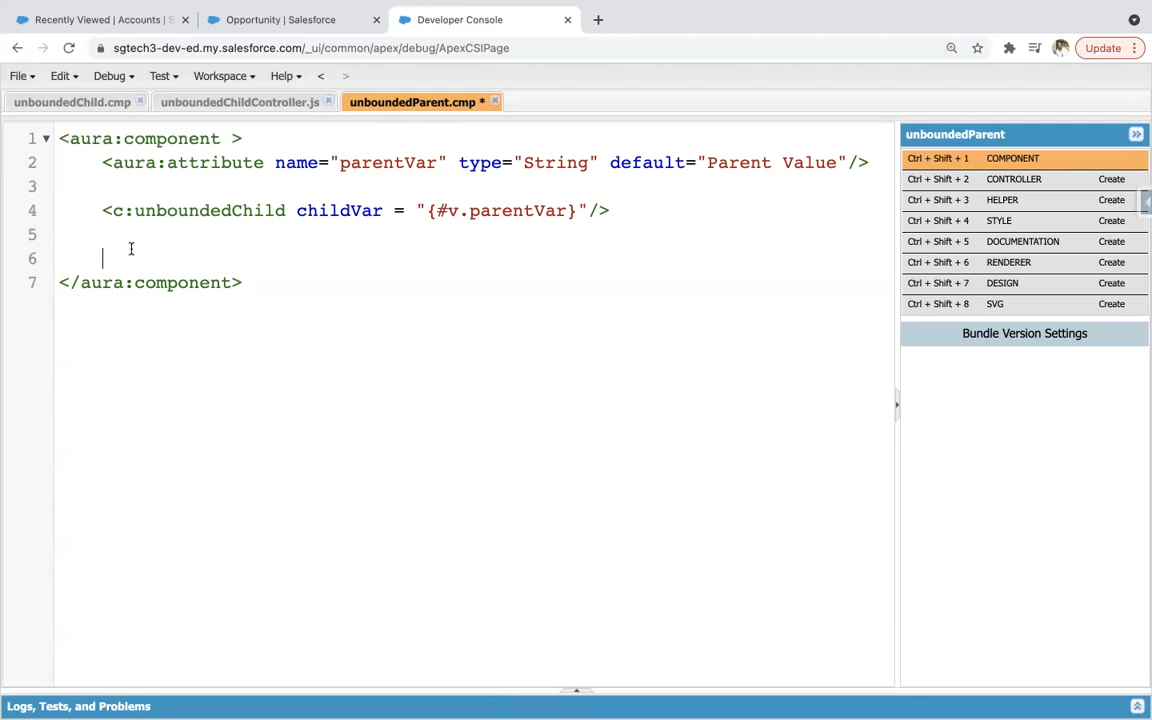 Recently Viewed | Accounts | S
Opportunity | Salesforce
Developer Console
sgtech3-dev-ed.my.salesforce.com/_ui/common/apex/debug/ApexCSIPage
Update
File Edit Debug Test Workspace Help < >
unboundedChild.cmp
unboundedChildController.js
unboundedParent.cmp *
1 <aura:component >
2 <aura:attribute name="parentVar" type="String" default="Parent Value"/>
3
4 <c:unboundedChild childVar = "{#v.parentVar}"/>
5
6
7 </aura:component>
unboundedParent
Ctrl + Shift + 1 COMPONENT
Ctrl + Shift + 2 CONTROLLER Create
Ctrl + Shift + 3 HELPER Create
Ctrl + Shift + 4 STYLE Create
Ctrl + Shift + 5 DOCUMENTATION Create
Ctrl + Shift + 6 RENDERER Create
Ctrl + Shift + 7 DESIGN Create
Ctrl + Shift + 8 SVG Create
Bundle Version Settings
Logs, Tests, and Problems